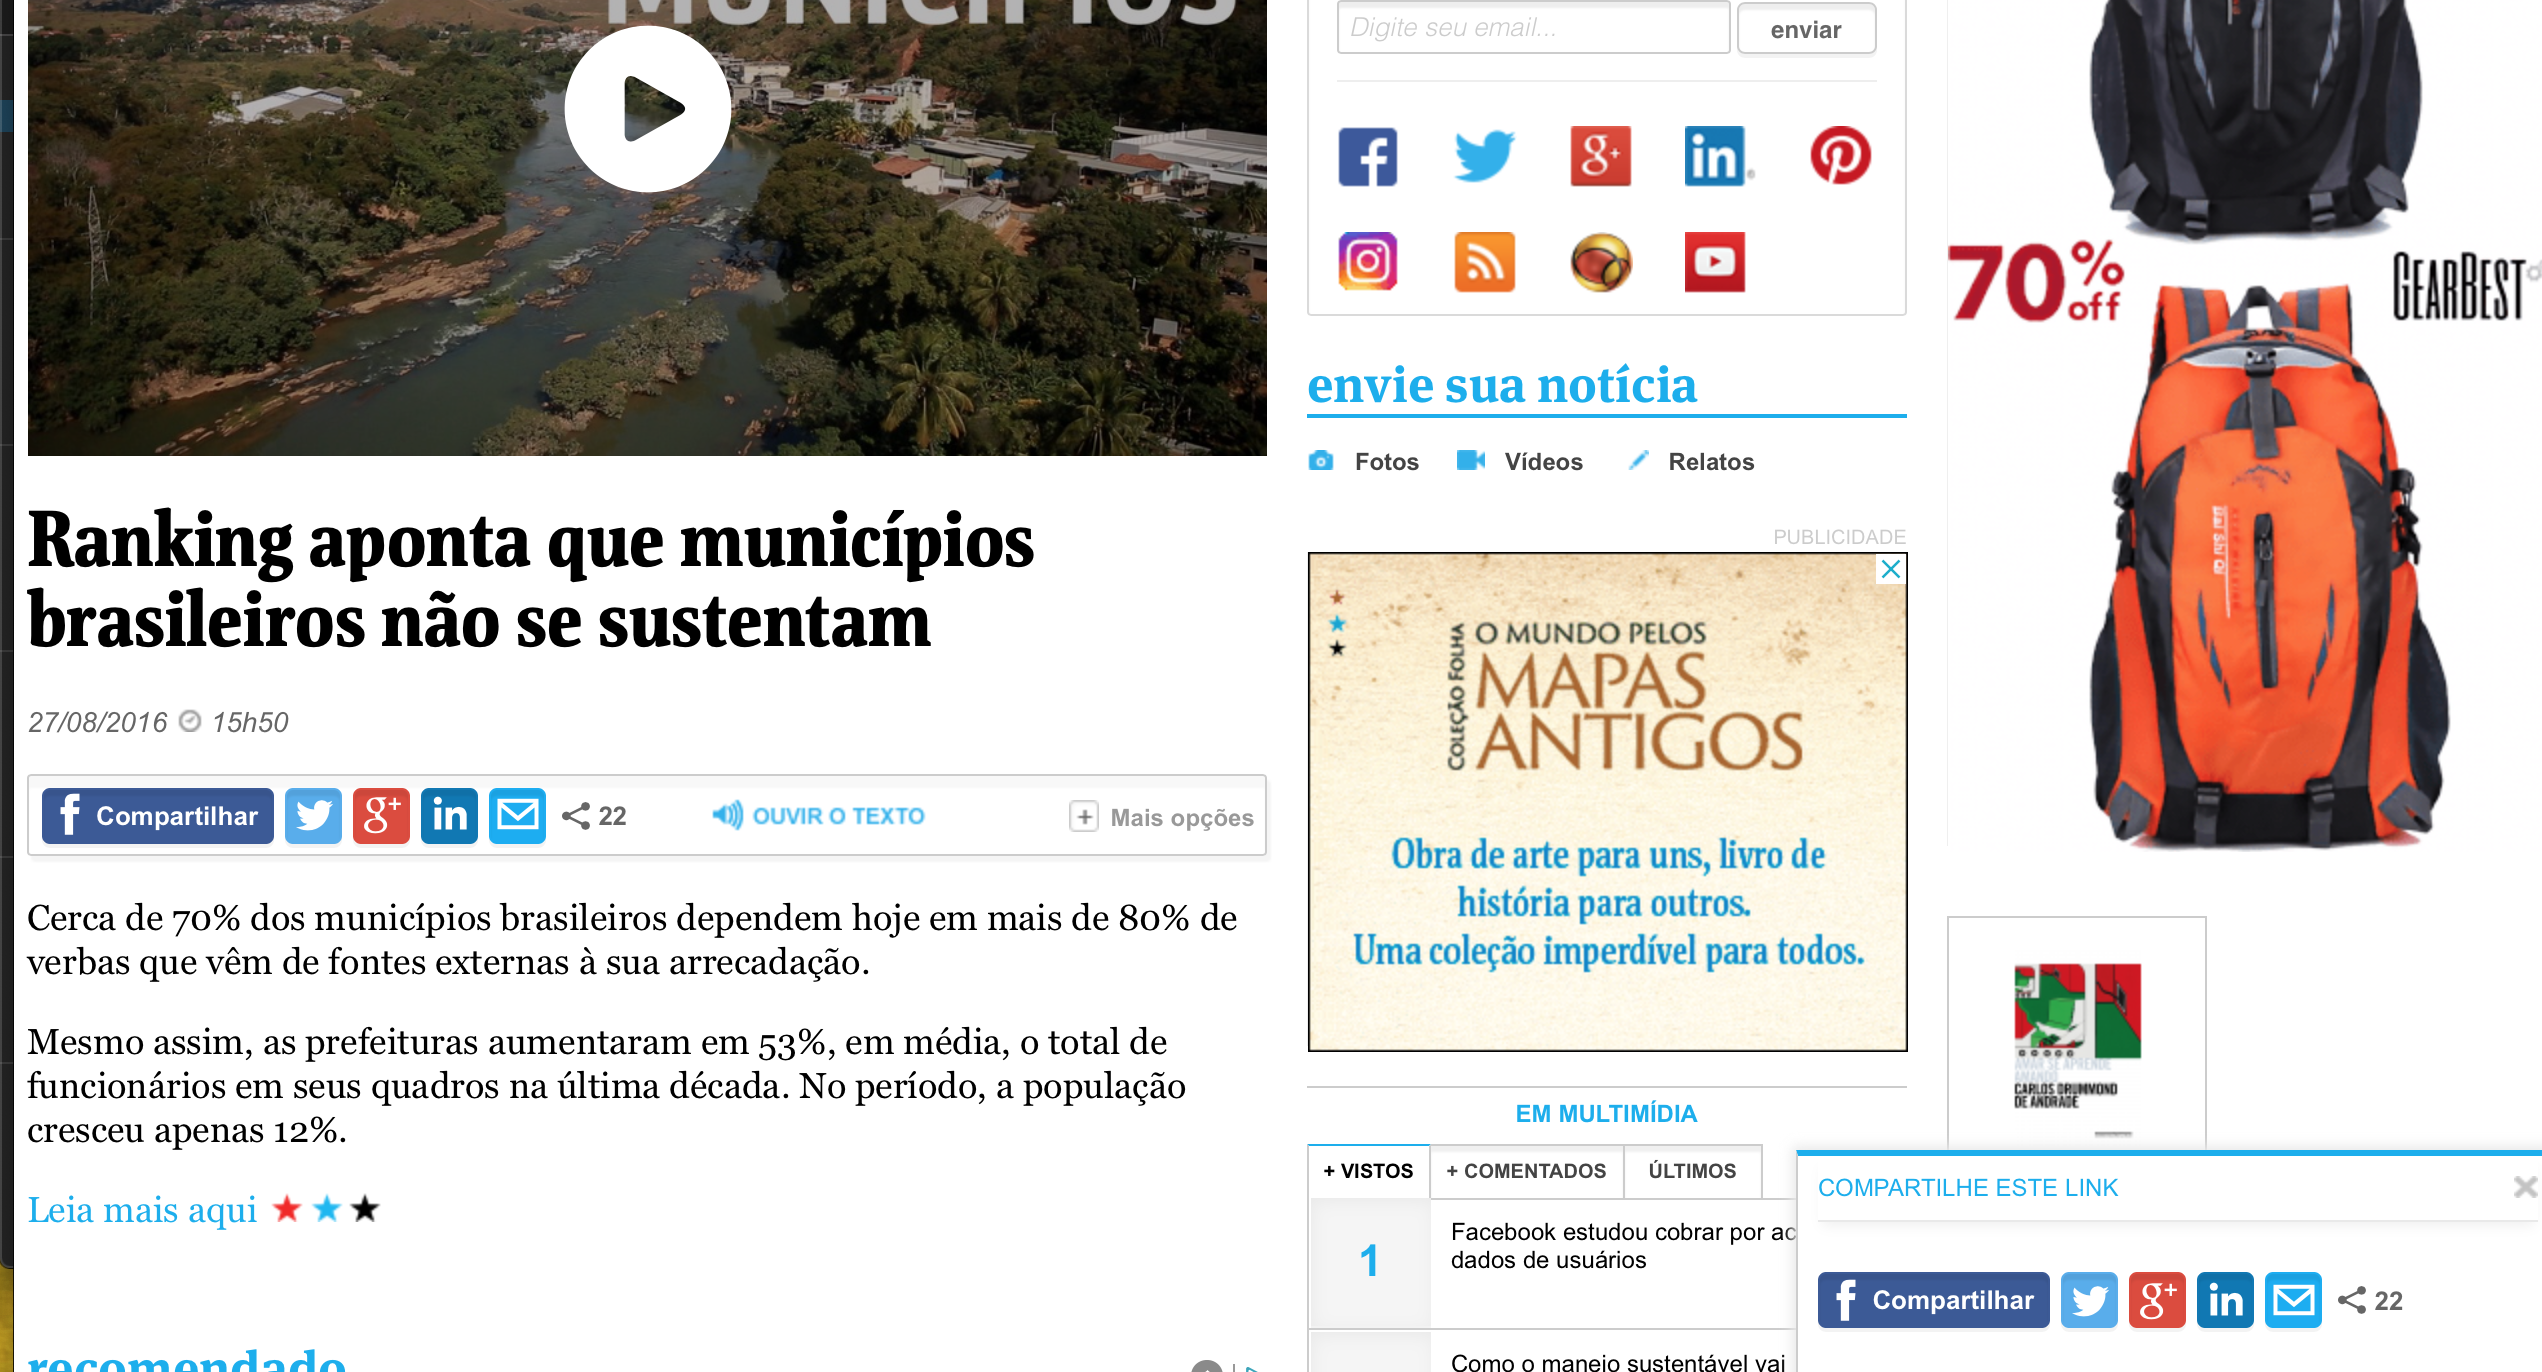 MUNICÍPIOS
Ranking aponta que municípios
brasileiros não se sustentam
27/08/2016 15h50
Compartilhar
22
OUVIR O TEXTO
+ Mais opções
Cerca de 70% dos municípios brasileiros dependem hoje em mais de 80% de
verbas que vêm de fontes externas à sua arrecadação.
Mesmo assim, as prefeituras aumentaram em 53%, em média, o total de
funcionários em seus quadros na última década. No período, a população
cresceu apenas 12%.
Leia mais aqui
recomendado
Digite seu email...
enviar
envie sua notícia
Fotos
Vídeos
Relatos
PUBLICIDADE
COLEÇÃO FOLHA
O MUNDO PELOS
MAPAS
ANTIGOS
Obra de arte para uns, livro de
história para outros.
Uma coleção imperdível para todos.
EM MULTIMÍDIA
+ VISTOS
+ COMENTADOS
ÚLTIMOS
1
Facebook estudou cobrar por ac
dados de usuários
Como o manejo sustentável vai
70% off
GEARBEST
AMAR SE APRENDE
AMANDO
CARLOS DRUMMOND
DE ANDRADE
COMPARTILHE ESTE LINK
Compartilhar
22